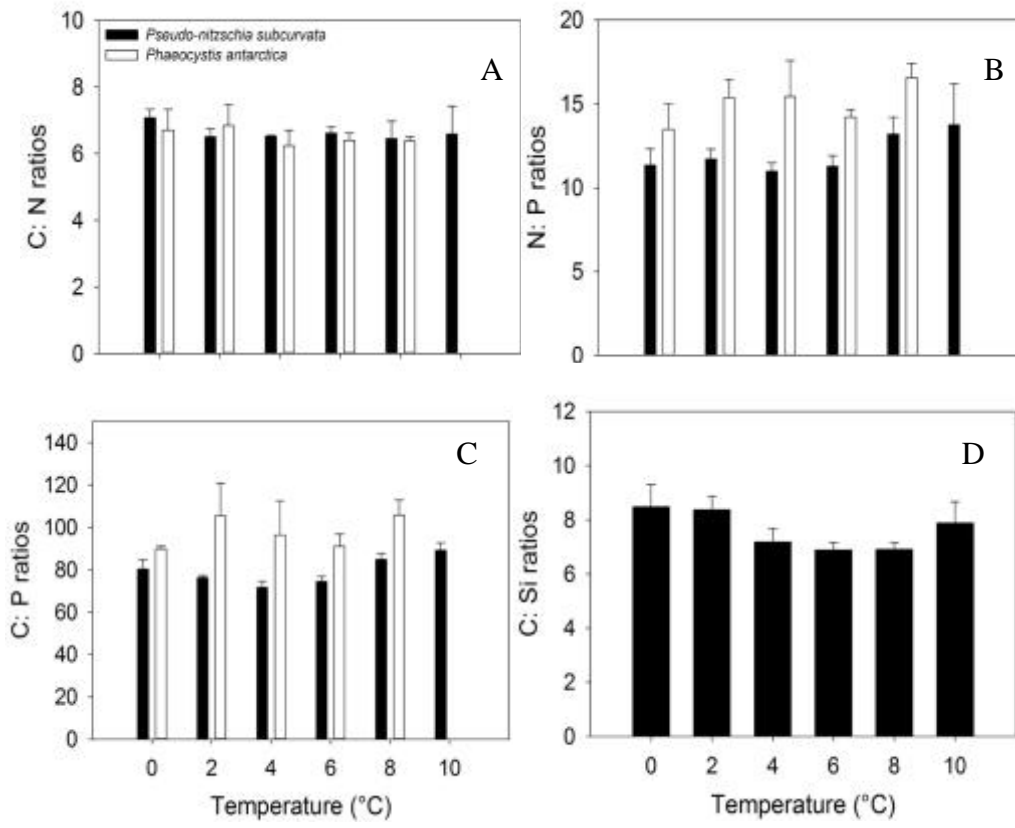 10
8
6
4
2
0
C: N ratios
Pseudo-nitzschia subcurvata
Phaeocystis antarctica
A
20
15
10
5
0
N: P ratios
B
140
120
100
80
60
40
20
0
C: P ratios
C
0 2 4 6 8 10
Temperature (°C)
12
10
8
6
4
2
0
C: Si ratios
D
0 2 4 6 8 10
Temperature (°C)